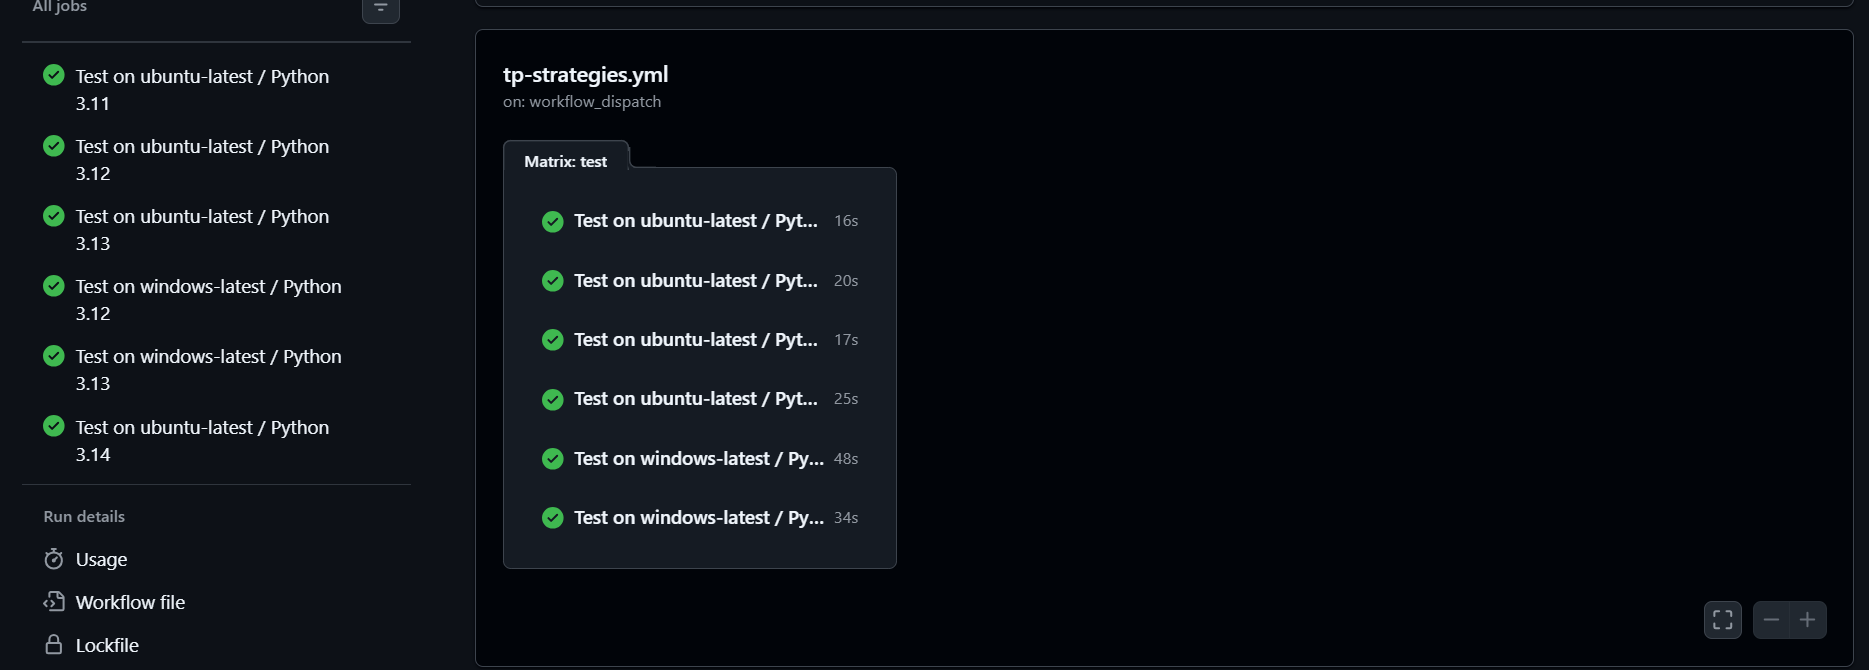 All jobs
Test on ubuntu-latest / Python
3.11
Test on ubuntu-latest / Python
3.12
Test on ubuntu-latest / Python
3.13
Test on windows-latest / Python
3.12
Test on windows-latest / Python
3.13
Test on ubuntu-latest / Python
3.14
Run details
Usage
Workflow file
Lockfile
tp-strategies.yml
on: workflow_dispatch
Matrix: test
Test on ubuntu-latest / Pyt... 16s
Test on ubuntu-latest / Pyt... 20s
Test on ubuntu-latest / Pyt... 17s
Test on ubuntu-latest / Pyt... 25s
Test on windows-latest / Py... 48s
Test on windows-latest / Py... 34s